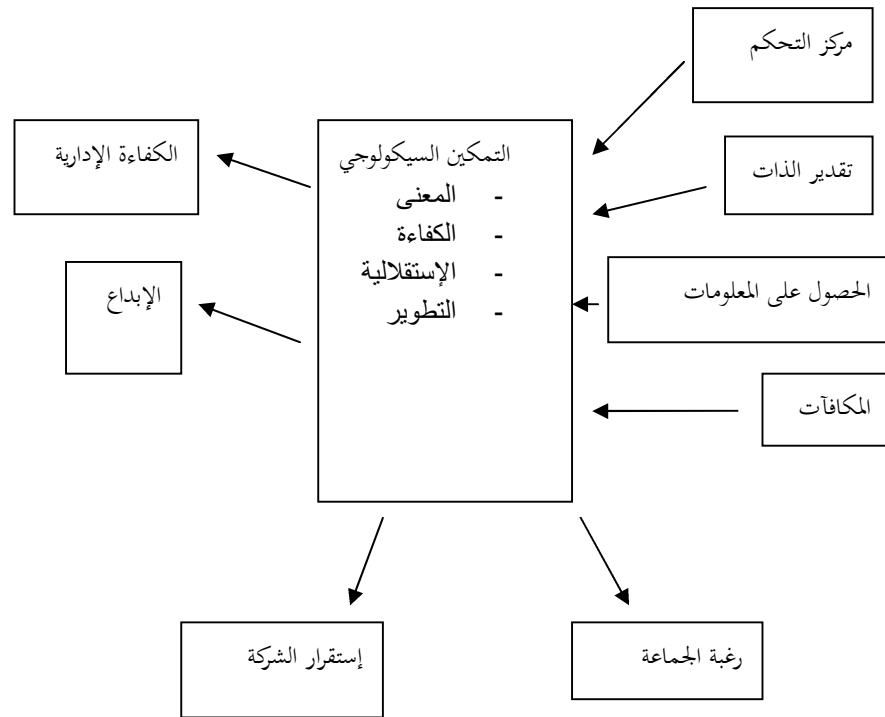 مركز التحكم
تقدير الذات
الحصول على المعلومات
المكافآت
التمكين السيكولوجي
- المعنى
- الكفاءة
- الإستقلالية
- التطوير
الكفاءة الإدارية
الإبداع
رغبة الجماعة
إستقرار الشركة